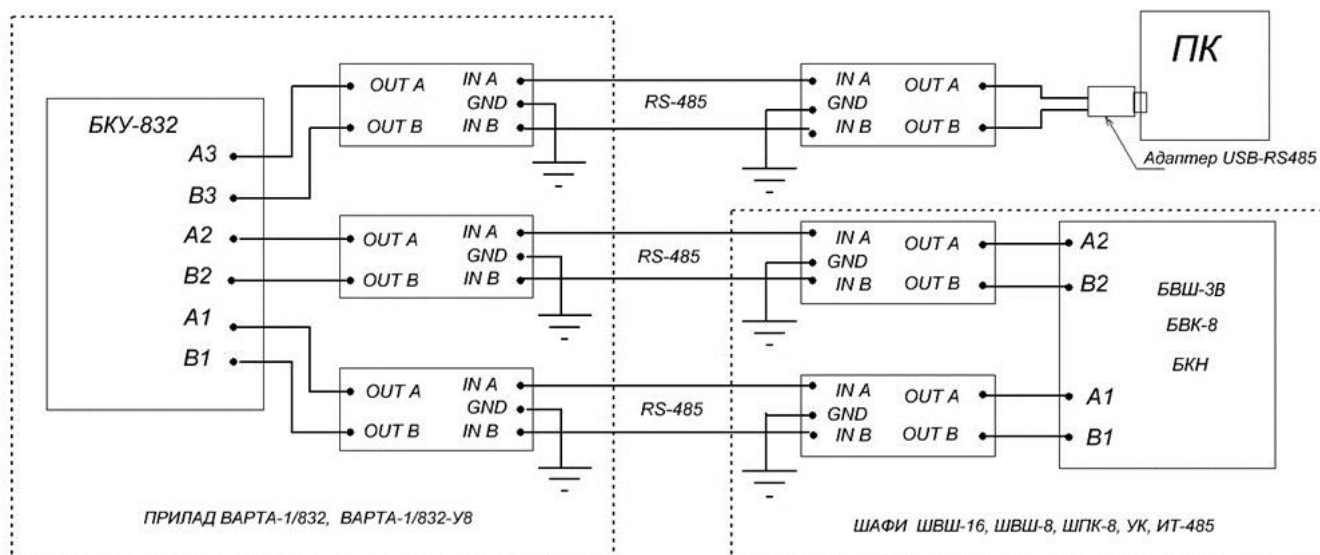 ПК
OUT A
IN A
GND
OUT B
IN B
RS-485
IN A
OUT A
GND
IN B
OUT B
Адаптер USB-RS485
БКУ-832
A3
B3
A2
B2
A1
B1
OUT A
IN A
GND
OUT B
IN B
RS-485
IN A
OUT A
GND
IN B
OUT B
A2
B2
БВШ-3В
БВК-8
БКН
A1
B1
OUT A
IN A
GND
OUT B
IN B
RS-485
IN A
OUT A
GND
IN B
OUT B
ПРИЛАД ВАРТА-1/832, ВАРТА-1/832-У8
ШАФИ ШВШ-16, ШВШ-8, ШПК-8, УК, ИТ-485